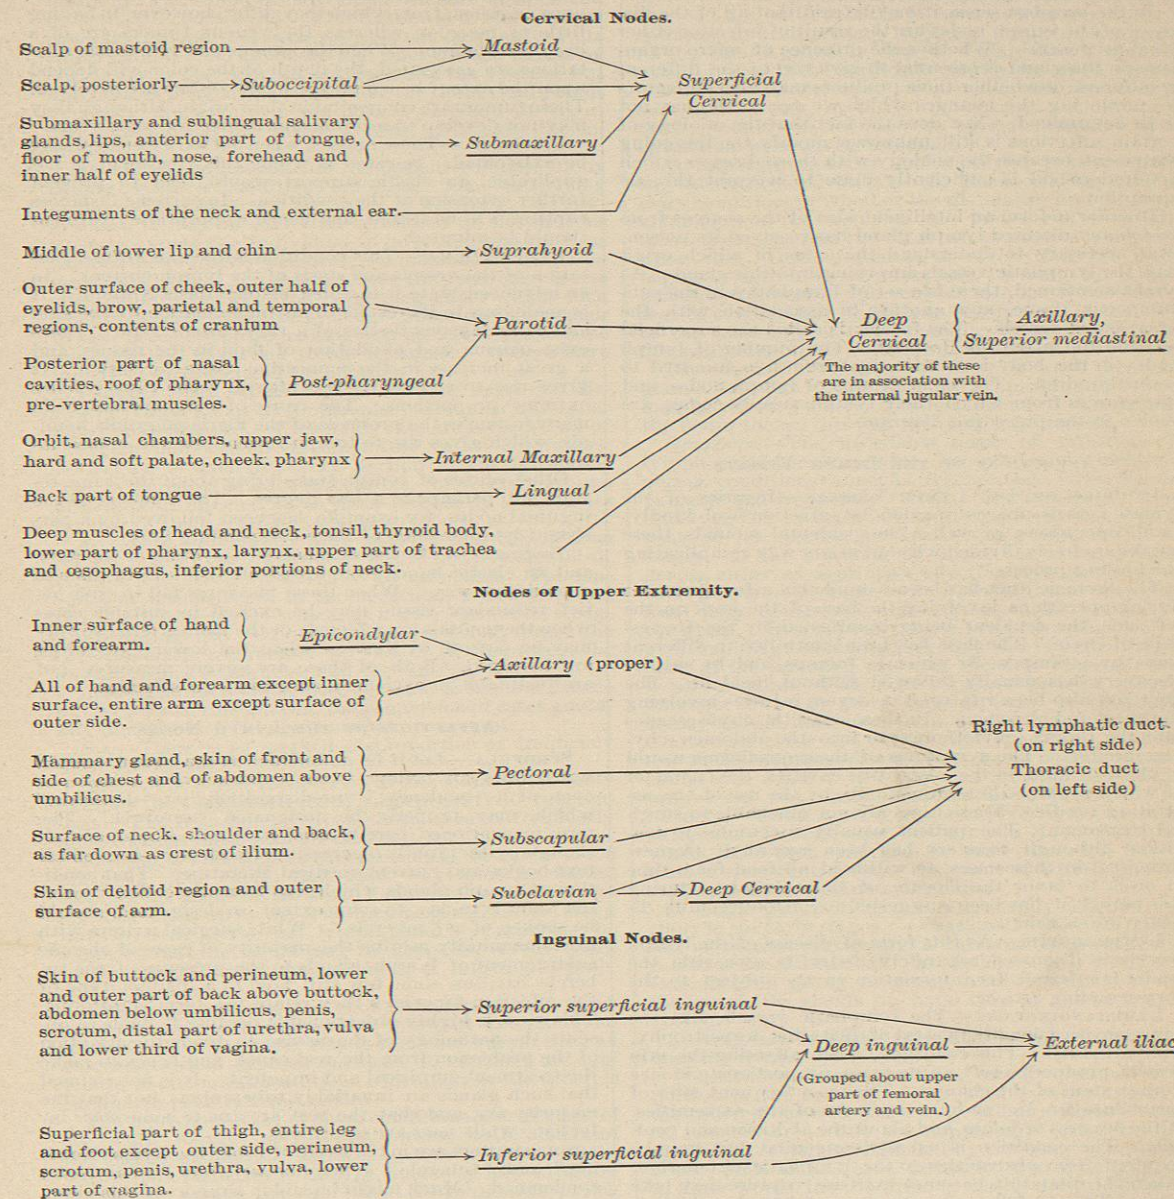 Cervical Nodes.
Scalp of mastoid region
Mastoid
Scalp, posteriorly
Suboccipital
Superficial
Cervical
Submaxillary and sublingual salivary
glands, lips, anterior part of tongue,
floor of mouth, nose, forehead and
inner half of eyelids
Submaxillary
Integuments of the neck and external ear.
Middle of lower lip and chin
Suprahyoid
Outer surface of cheek, outer half of
eyelids, brow, parietal and temporal
regions, contents of cranium
Parotid
Deep
Cervical
Axillary,
Superior mediastinal
The majority of these
are in association with
the internal jugular vein.
Posterior part of nasal
cavities, roof of pharynx,
pre-vertebral muscles.
Post-pharyngeal
Orbit, nasal chambers, upper jaw,
hard and soft palate, cheek, pharynx
Internal Maxillary
Back part of tongue
Lingual
Deep muscles of head and neck, tonsil, thyroid body,
lower part of pharynx, larynx, upper part of trachea
and œsophagus, inferior portions of neck.
Nodes of Upper Extremity.
Inner surface of hand
and forearm.
Epicondylar
Axillary (proper)
All of hand and forearm except inner
surface, entire arm except surface of
outer side.
Right lymphatic duct
(on right side)
Thoracic duct
(on left side)
Mammary gland, skin of front and
side of chest and of abdomen above
umbilicus.
Pectoral
Surface of neck, shoulder and back,
as far down as crest of ilium.
Subscapular
Skin of deltoid region and outer
surface of arm.
Subclavian
Deep Cervical
Inguinal Nodes.
Skin of buttock and perineum, lower
and outer part of back above buttock,
abdomen below umbilicus, penis,
scrotum, distal part of urethra, vulva
and lower third of vagina.
Superior superficial inguinal
Deep inguinal
External iliac
(Grouped about upper
part of femoral
artery and vein.)
Superficial part of thigh, entire leg
and foot except outer side, perineum,
scrotum, penis, urethra, vulva, lower
part of vagina.
Inferior superficial inguinal